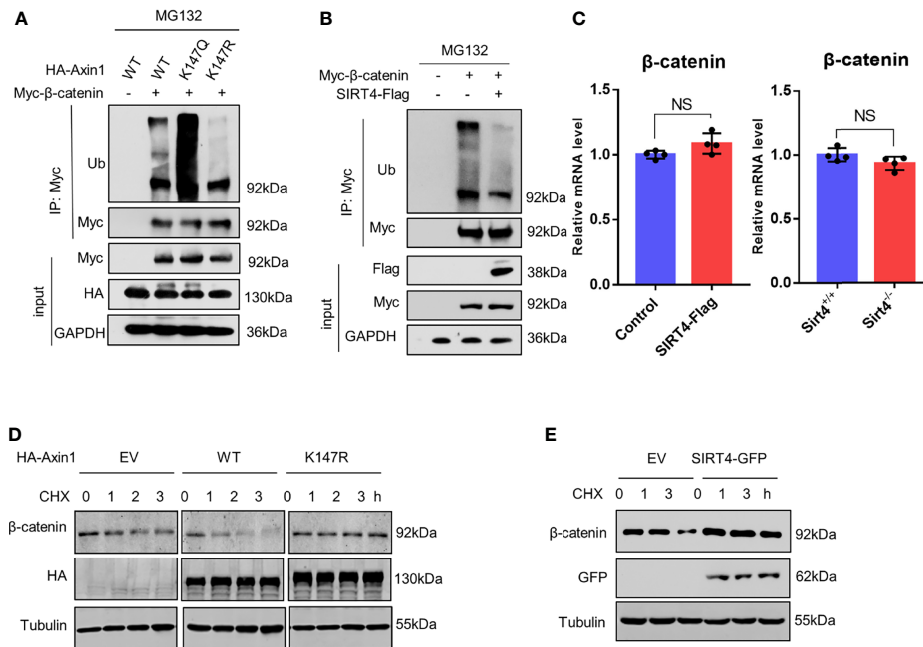 A
MG132
HA-Axin1 WT WT K147Q K147R
Myc-β-catenin - + + +
IP: Myc
Ub
92kDa
Myc 92kDa
input
Myc 92kDa
HA 130kDa
GAPDH 36kDa
B
MG132
Myc-β-catenin - + +
SIRT4-Flag - - +
IP: Myc
Ub
92kDa
Myc 92kDa
input
Flag 38kDa
Myc 92kDa
GAPDH 36kDa
C
β-catenin
Relative mRNA level
1.5
1.0
0.5
0.0
NS
Control
SIRT4-Flag
β-catenin
Relative mRNA level
1.5
1.0
0.5
0.0
NS
Sirt4+/+
Sirt4-/-
D
HA-Axin1 EV WT K147R
CHX 0 1 2 3 0 1 2 3 0 1 2 3 h
β-catenin 92kDa
HA 130kDa
Tubulin 55kDa
E
EV SIRT4-GFP
CHX 0 1 3 0 1 3 h
β-catenin 92kDa
GFP 62kDa
Tubulin 55kDa